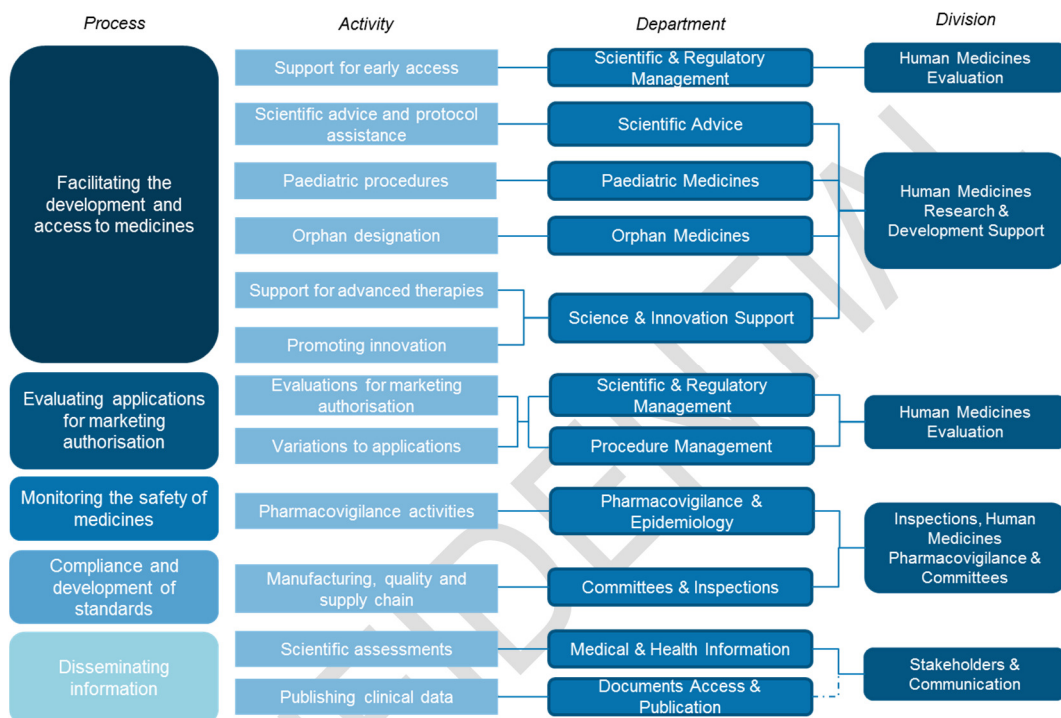 Process
Activity
Department
Division
Facilitating the
development and
access to medicines
Support for early access
Scientific & Regulatory
Management
Human Medicines
Evaluation
Scientific advice and protocol
assistance
Scientific Advice
Paediatric procedures
Paediatric Medicines
Human Medicines
Research &
Development Support
Orphan designation
Orphan Medicines
Support for advanced therapies
Promoting innovation
Science & Innovation Support
Evaluating applications
for marketing
authorisation
Evaluations for marketing
authorisation
Variations to applications
Scientific & Regulatory
Management
Procedure Management
Human Medicines
Evaluation
Monitoring the safety of
medicines
Pharmacovigilance activities
Pharmacovigilance &
Epidemiology
Inspections, Human
Medicines
Pharmacovigilance &
Committees
Compliance and
development of
standards
Manufacturing, quality and
supply chain
Committees & Inspections
Disseminating
information
Scientific assessments
Medical & Health Information
Stakeholders &
Communication
Publishing clinical data
Documents Access &
Publication